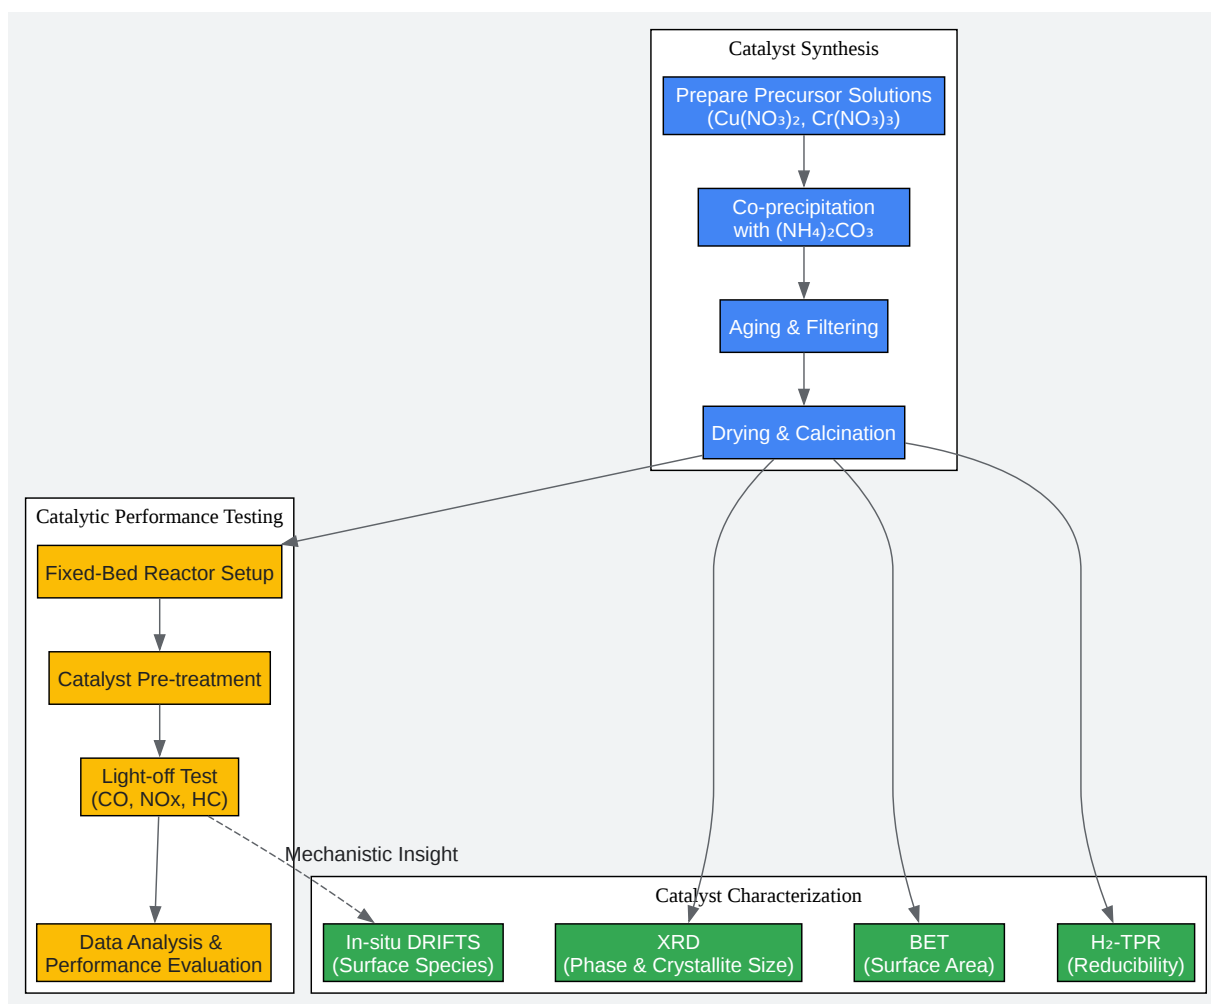 Catalyst Synthesis
Prepare Precursor Solutions
(Cu(NO₃)₂, Cr(NO₃)₃)
Co-precipitation
with (NH₄)₂CO₃
Aging & Filtering
Drying & Calcination
Catalytic Performance Testing
Fixed-Bed Reactor Setup
Catalyst Pre-treatment
Light-off Test
(CO, NOx, HC)
Mechanistic Insight
Data Analysis &
Performance Evaluation
Catalyst Characterization
In-situ DRIFTS
(Surface Species)
XRD
(Phase & Crystallite Size)
BET
(Surface Area)
H₂-TPR
(Reducibility)